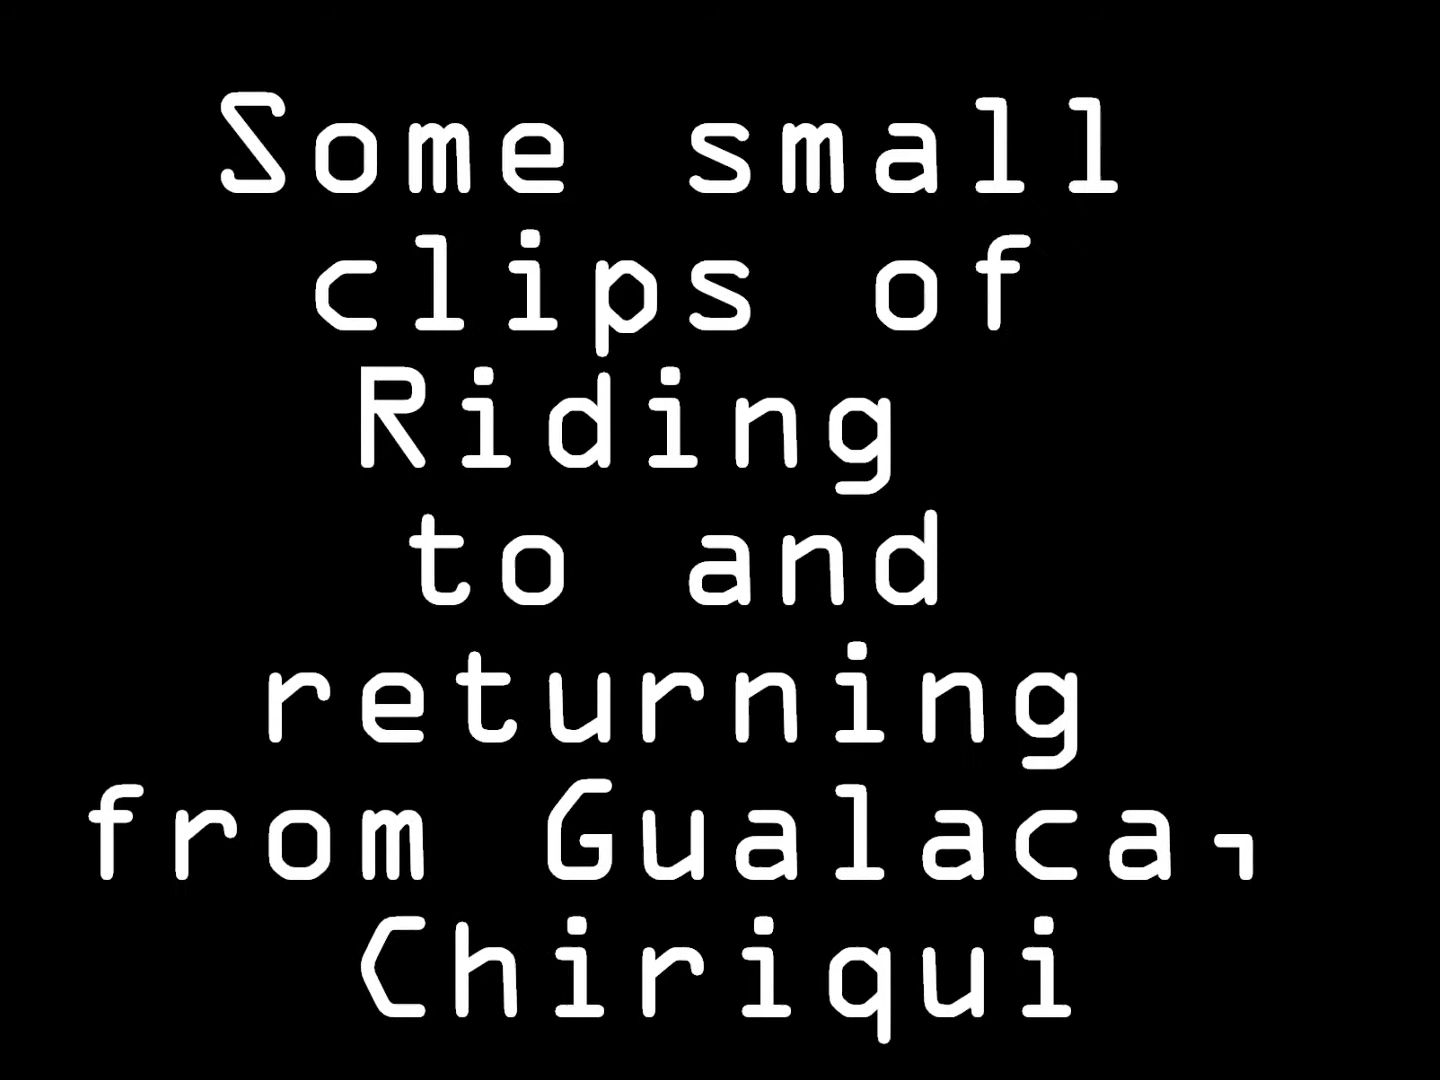 Some small
clips of
Riding
to and
returning
from Gualaca,
Chiriqui